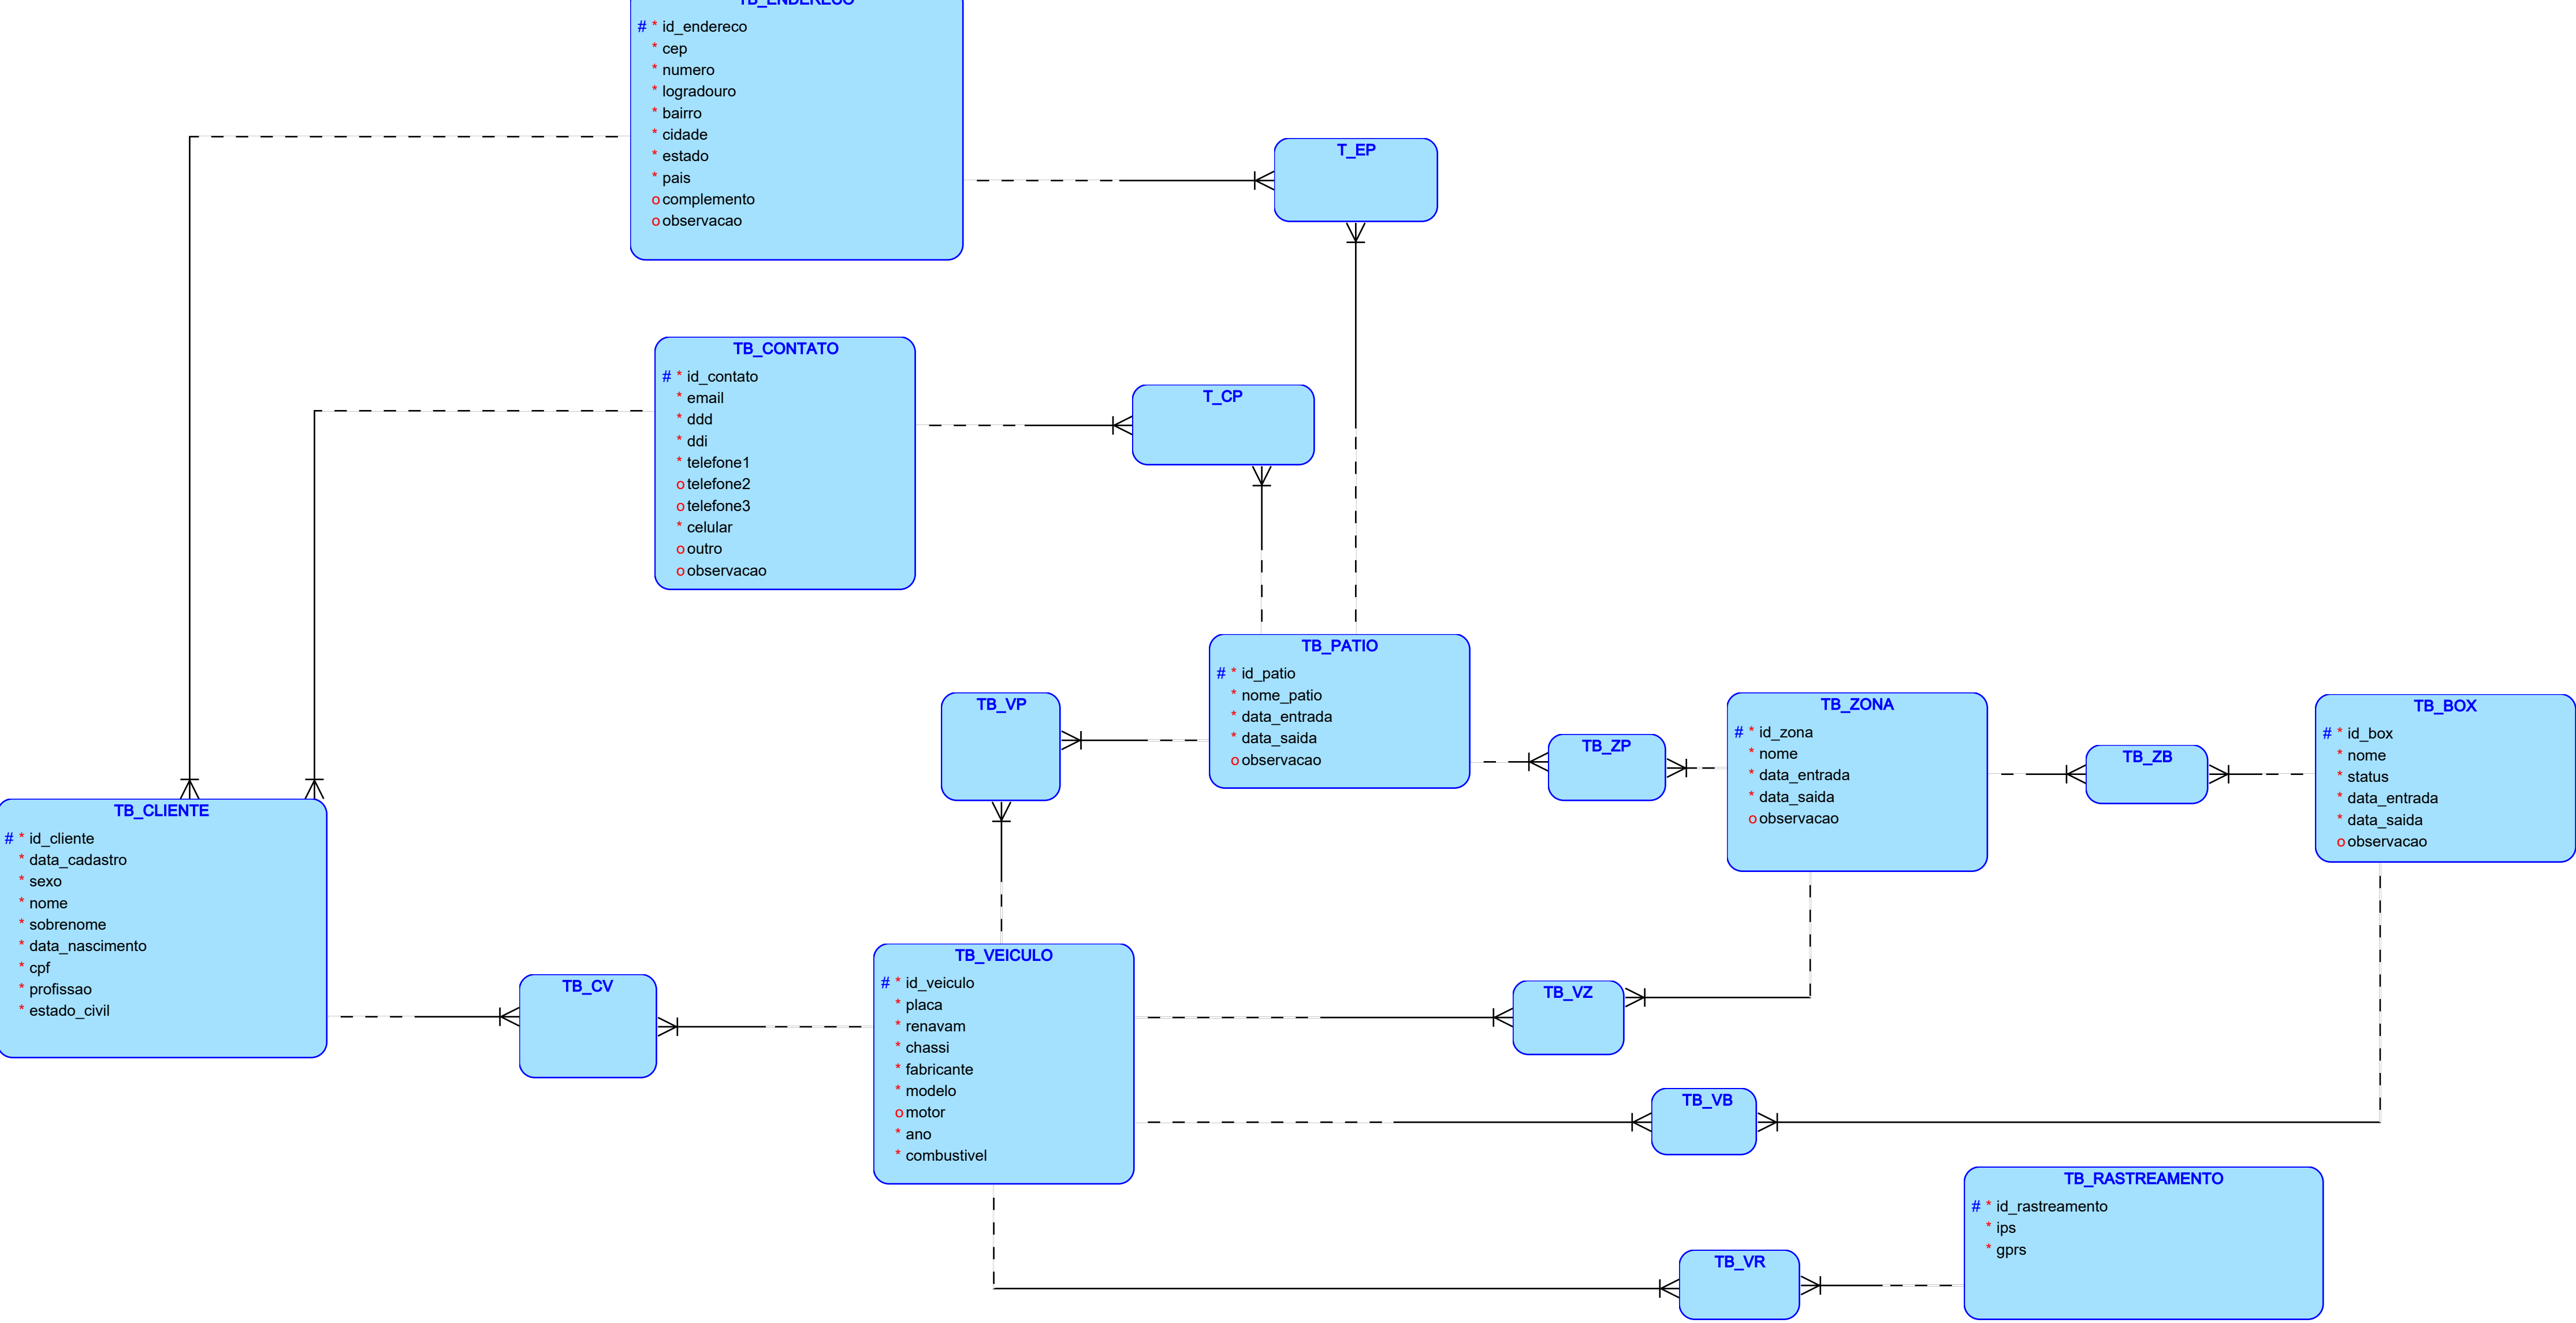 TB_ENDERECO
# * id_endereco
* cep
* numero
* logradouro
* bairro
* cidade
* estado
* pais
o complemento
o observacao
T_EP
TB_CONTATO
# * id_contato
* email
* ddd
* ddi
* telefone1
o telefone2
o telefone3
* celular
o outro
o observacao
T_CP
TB_PATIO
# * id_patio
* nome_patio
* data_entrada
* data_saida
o observacao
TB_VP
TB_ZP
TB_ZONA
# * id_zona
* nome
* data_entrada
* data_saida
o observacao
TB_ZB
TB_BOX
# * id_box
* nome
* status
* data_entrada
* data_saida
o observacao
TB_CLIENTE
# * id_cliente
* data_cadastro
* sexo
* nome
* sobrenome
* data_nascimento
* cpf
* profissao
* estado_civil
TB_CV
TB_VEICULO
# * id_veiculo
* placa
* renavam
* chassi
* fabricante
* modelo
o motor
* ano
* combustivel
TB_VZ
TB_VB
TB_RASTREAMENTO
# * id_rastreamento
* ips
* gprs
TB_VR